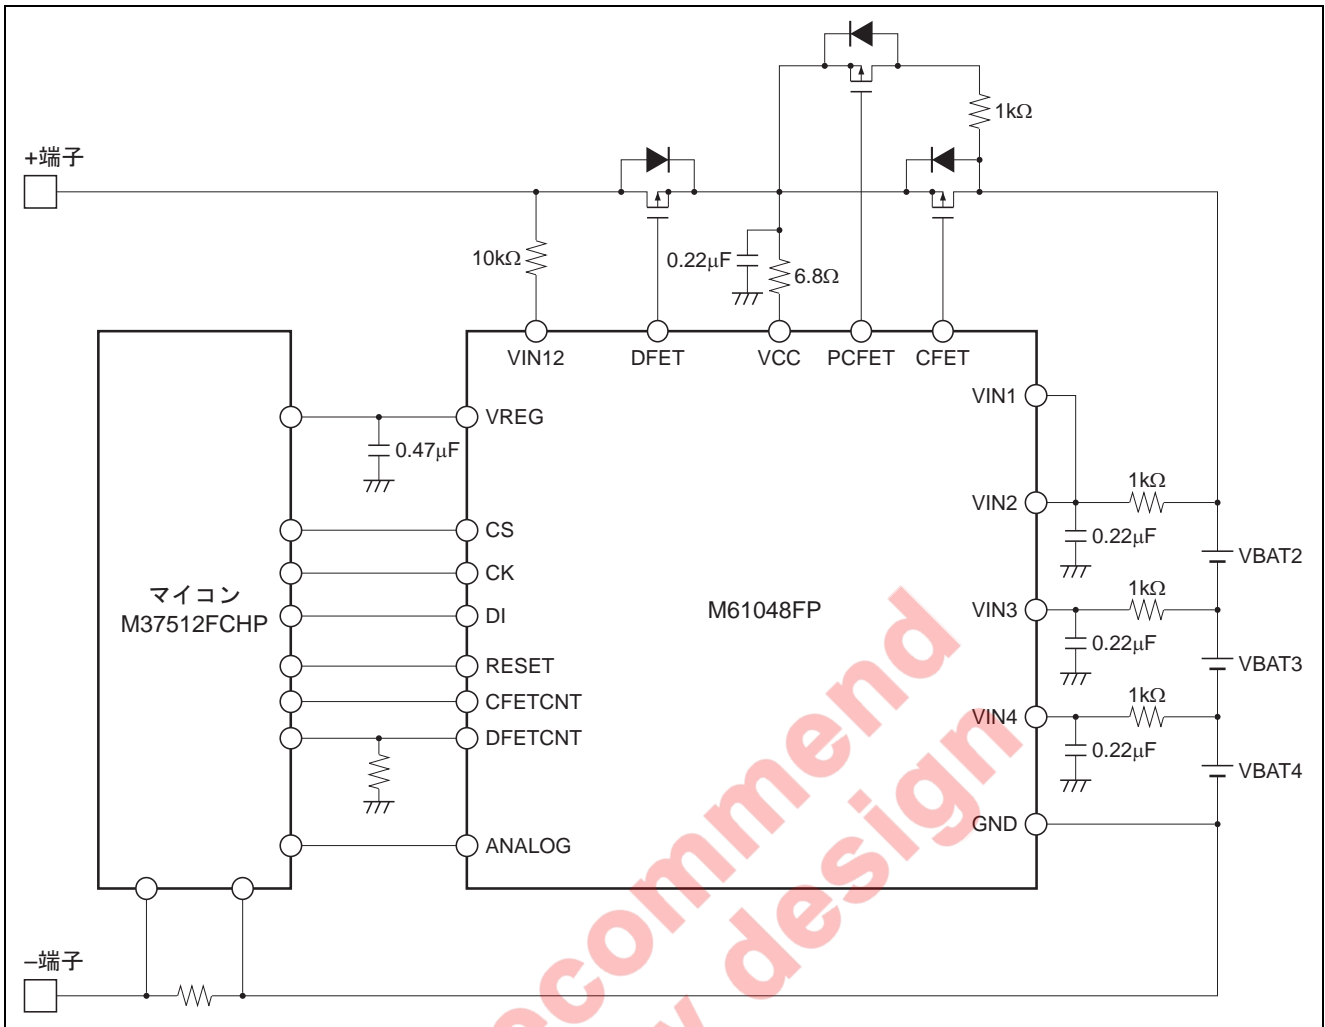 1kΩ
+端子
10kΩ
0.22μF
6.8Ω
VIN12
DFET
VCC
PCFET
CFET
VIN1
VREG
0.47μF
1kΩ
VIN2
0.22μF
VBAT2
CS
CK
マイコン
M37512FCHP
DI
M61048FP
1kΩ
VIN3
0.22μF
VBAT3
RESET
CFETCNT
DFETCNT
1kΩ
VIN4
0.22μF
VBAT4
GND
ANALOG
–端子
ecommend
design